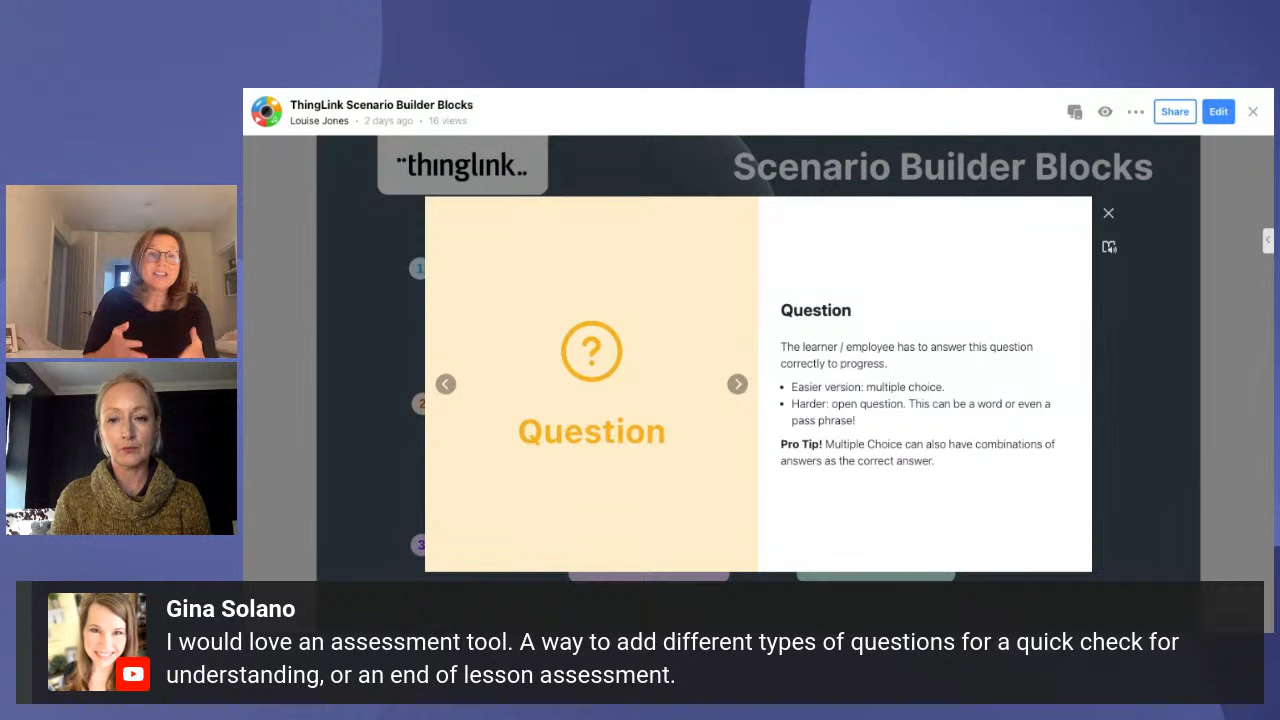 ThingLink Scenario Builder Blocks
Louise Jones • 2 days ago • 16 views
Share
Edit
··thinglink..
Scenario Builder Blocks
1
2
3
?
Question
Question
The learner / employee has to answer this question
correctly to progress.
• Easier version: multiple choice.
• Harder: open question. This can be a word or even a
pass phrase!
Pro Tip! Multiple Choice can also have combinations of
answers as the correct answer.
Gina Solano
I would love an assessment tool. A way to add different types of questions for a quick check for
understanding, or an end of lesson assessment.